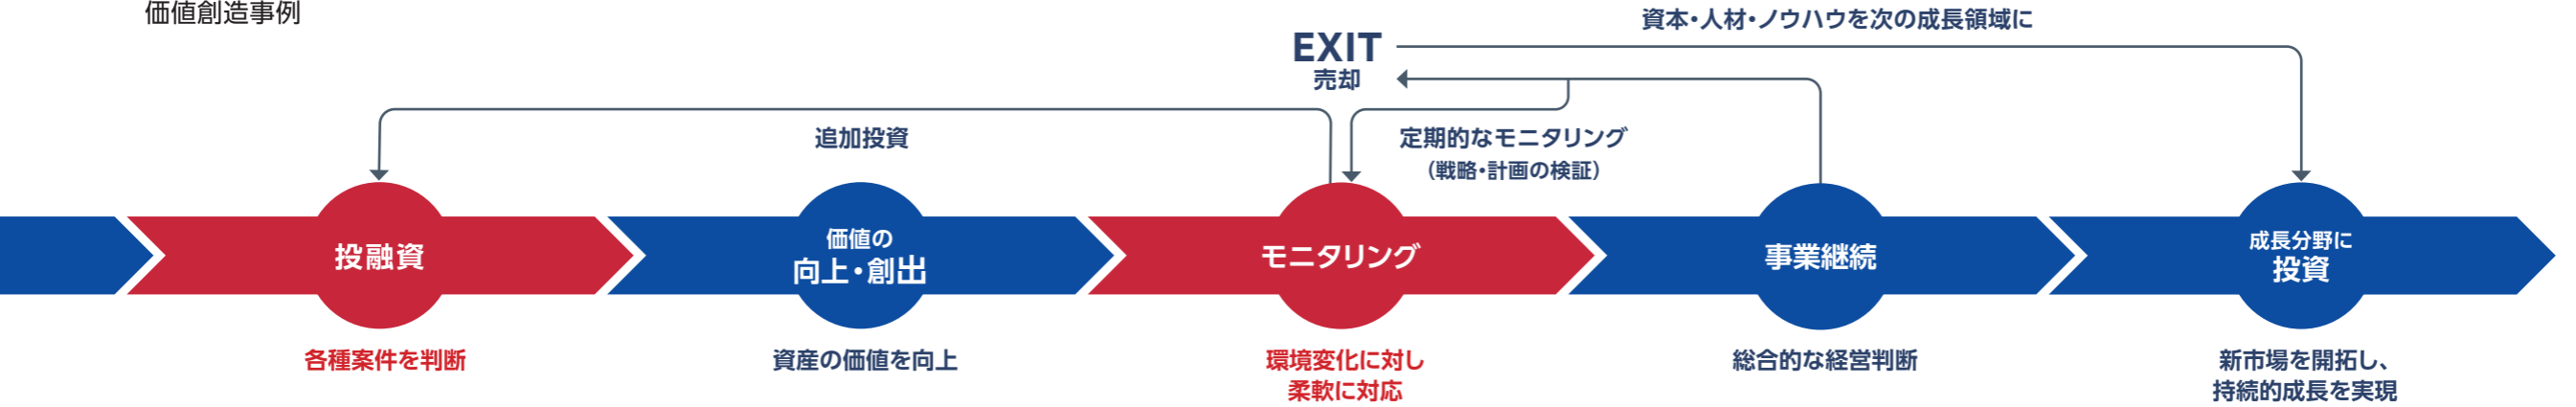 価値創造事例
資本・人材・ノウハウを次の成長領域に
EXIT
売却
追加投資
定期的なモニタリング
（戦略・計画の検証）
投融資
価値の
向上・創出
モニタリング
事業継続
成長分野に
投資
各種案件を判断
資産の価値を向上
環境変化に対し
柔軟に対応
総合的な経営判断
新市場を開拓し、
持続的成長を実現